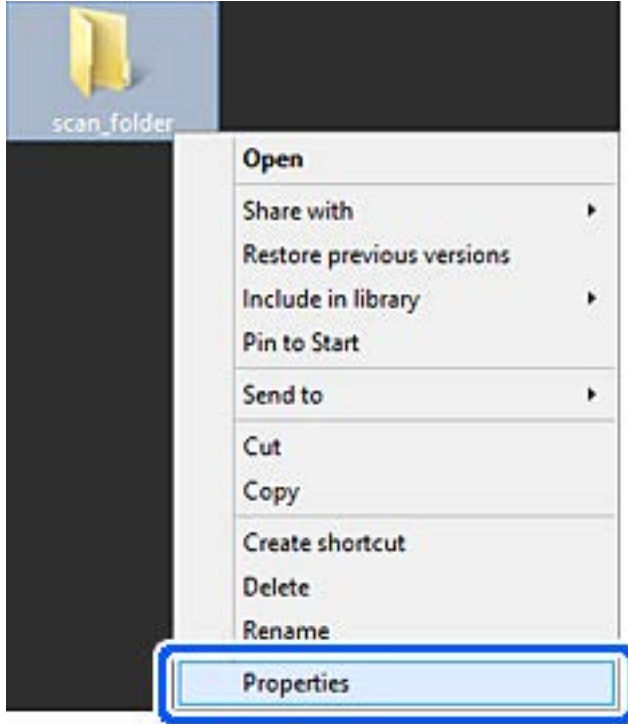 scan_folder
Open
Share with
Restore previous versions
Include in library
Pin to Start
Send to
Cut
Copy
Create shortcut
Delete
Rename
Properties